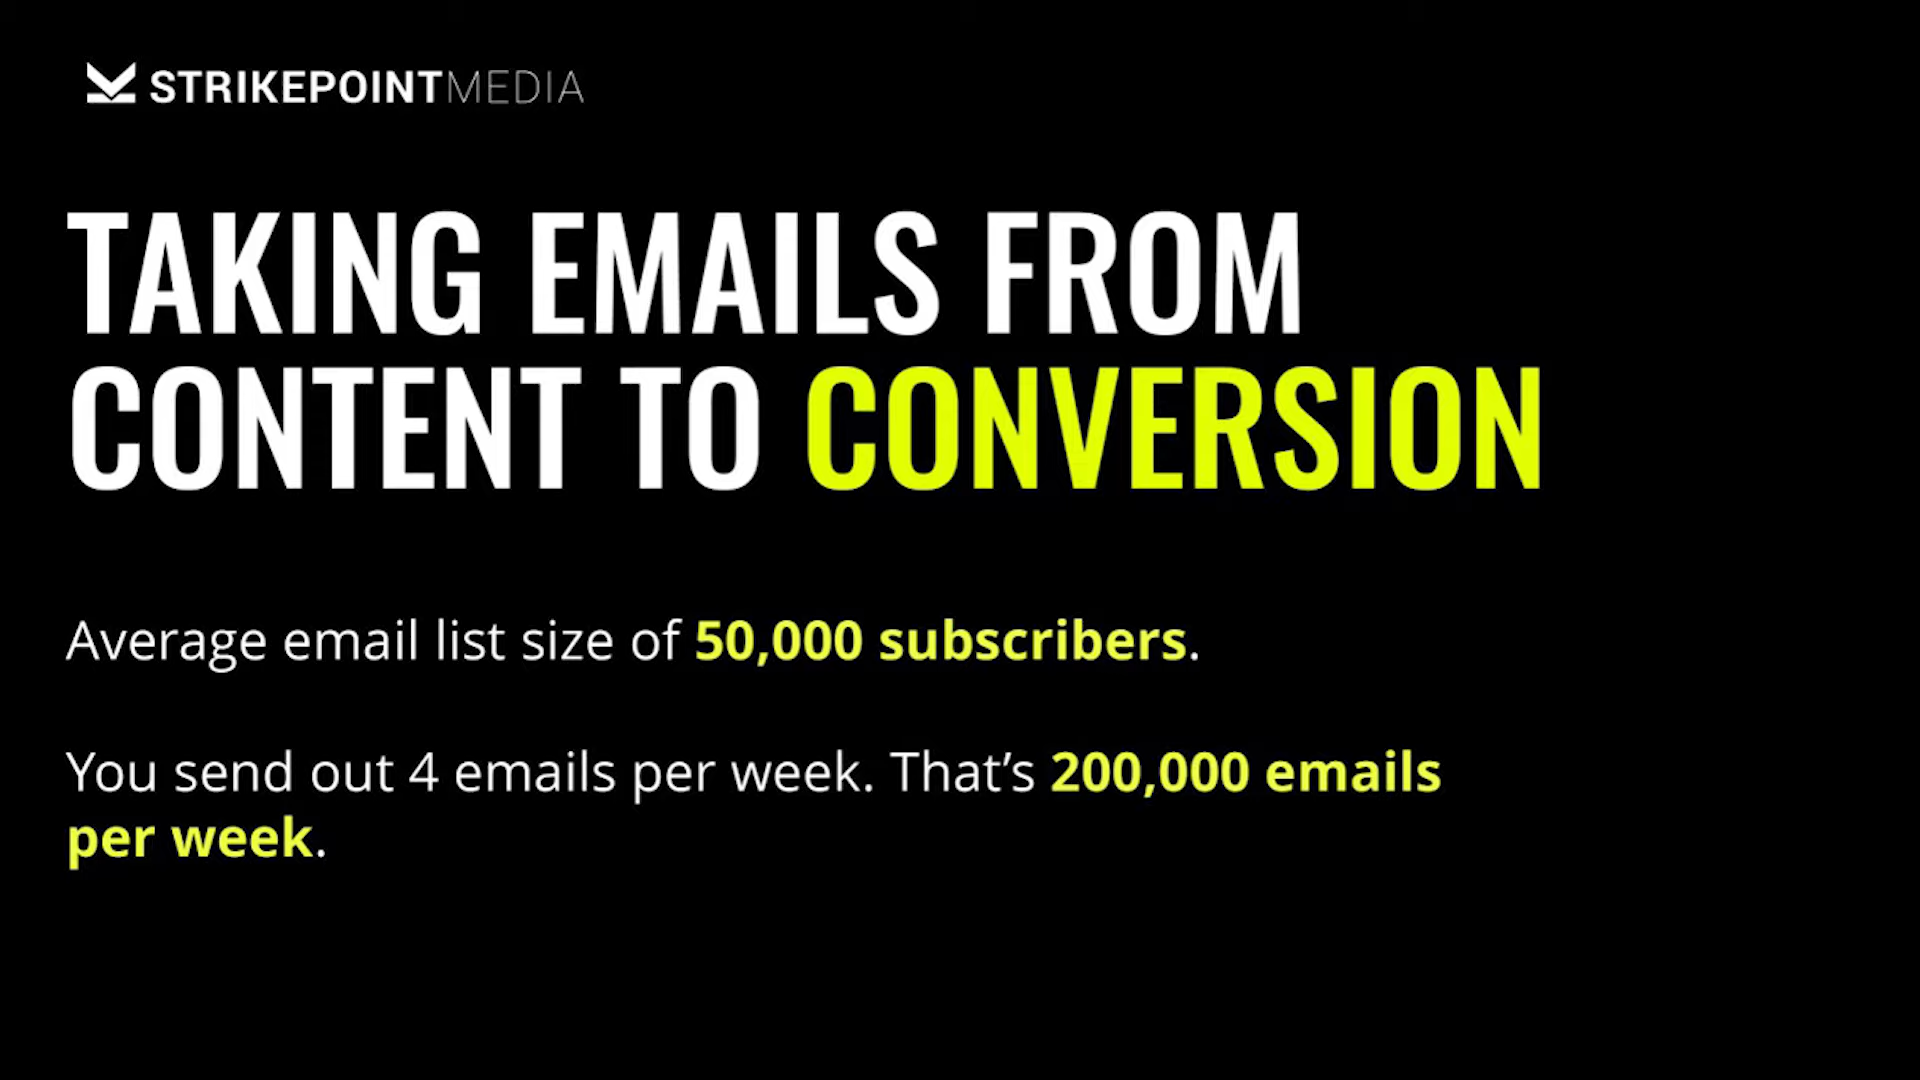 STRIKEPOINTMEDIA
TAKING EMAILS FROM
CONTENT TO CONVERSION
Average email list size of 50,000 subscribers.
You send out 4 emails per week. That’s 200,000 emails
per week.